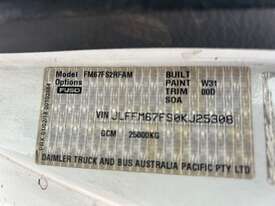 Model FM67FS2RFAM
Options
FUSO
BUILT
PAINT W31
TRIM 00D
SOA
VIN JLFFM67FS0KJ25308
GCM 25000KG
DAIMLER TRUCK AND BUS AUSTRALIA PACIFIC PTY LTD